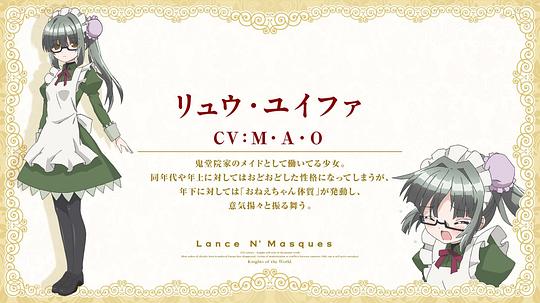 リュウ・ユイファ
CV:M・A・O
鬼堂院家のメイドとして働いてる少女。
同年代や年上に対してはおどおどした性格になってしまうが、
年下に対しては「おねえちゃん体質」が発動し、
意気揚々と振る舞う。
Lance N' Masques
Knights of the World